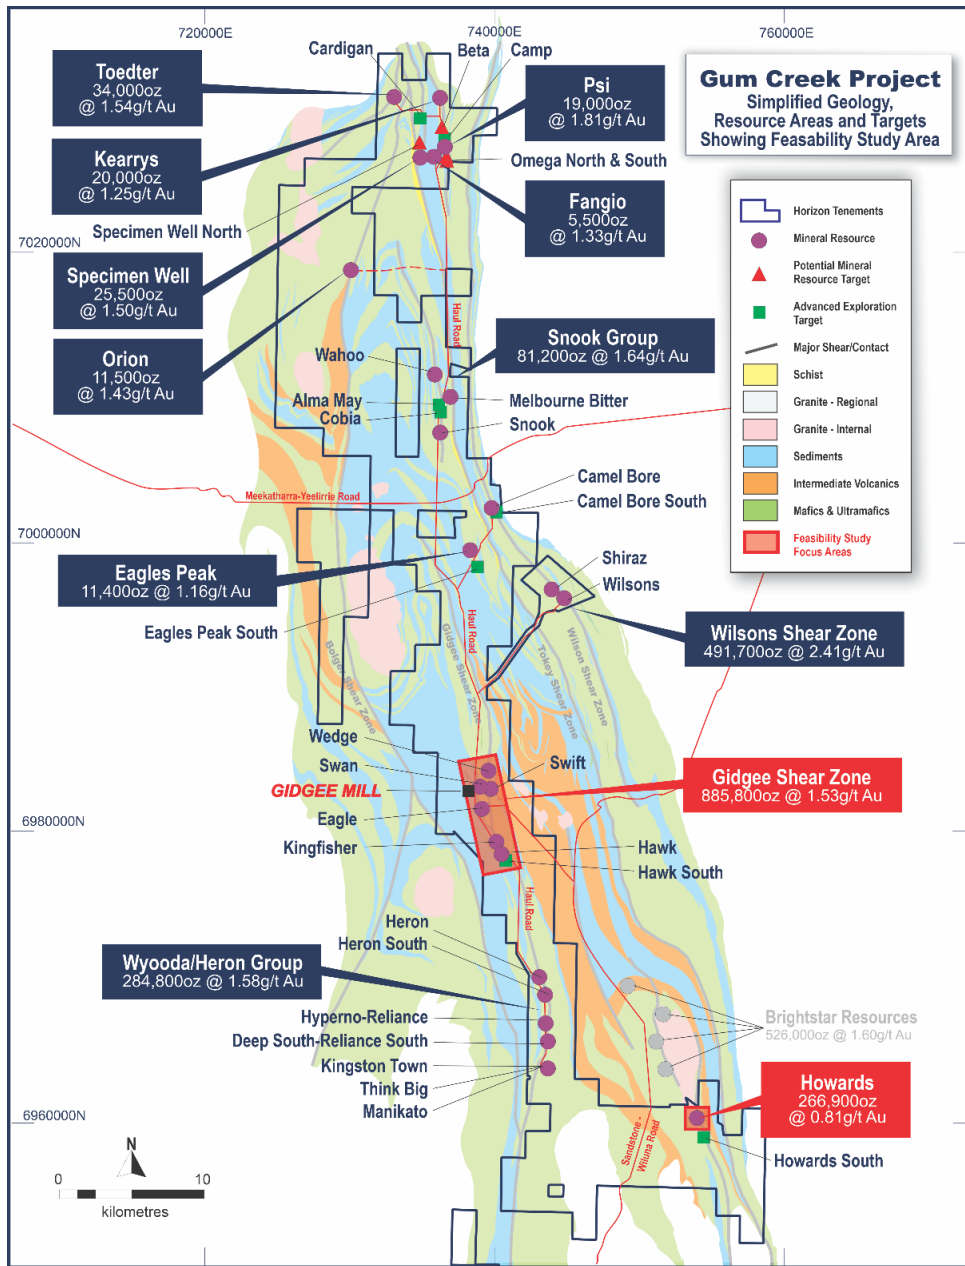 720000E
740000E
760000E
Gum Creek Project
Simplified Geology,
Resource Areas and Targets
Showing Feasability Study Area
Cardigan
Beta
Camp
Toedter
34,000oz
@ 1.54g/t Au
Psi
19,000oz
@ 1.81g/t Au
Kearrys
20,000oz
@ 1.25g/t Au
Omega North & South
Fangio
5,500oz
@ 1.33g/t Au
Specimen Well North
7020000N
Specimen Well
25,500oz
@ 1.50g/t Au
Horizon Tenements
Mineral Resource
Potential Mineral
Resource Target
Advanced Exploration
Target
Major Shear/Contact
Schist
Granite - Regional
Granite - Internal
Sediments
Intermediate Volcanics
Mafics & Ultramafics
Feasibility Study
Focus Areas
Haul Road
Snook Group
81,200oz @ 1.64g/t Au
Orion
11,500oz
@ 1.43g/t Au
Wahoo
Alma May
Cobia
Melbourne Bitter
Snook
Meekatharra-Yeelirrie Road
Camel Bore
Camel Bore South
7000000N
Eagles Peak
11,400oz @ 1.16g/t Au
Shiraz
Wilsons
Eagles Peak South
Haul Road
Wilsons Shear Zone
491,700oz @ 2.41g/t Au
Bolger Shear Zone
Gidgee Shear Zone
Tokey Shear Zone
Wilson Shear Zone
Wedge
Swan
Swift
GIDGEE MILL
Gidgee Shear Zone
885,800oz @ 1.53g/t Au
Eagle
6980000N
Kingfisher
Hawk
Hawk South
Haul Road
Heron
Heron South
Wyooda/Heron Group
284,800oz @ 1.58g/t Au
Hyperno-Reliance
Deep South-Reliance South
Kingston Town
Think Big
Manikato
Brightstar Resources
526,000oz @ 1.60g/t Au
Howards
266,900oz
@ 0.81g/t Au
6960000N
Sandstone -
Wiluna Road
Howards South
N
0
10
kilometres